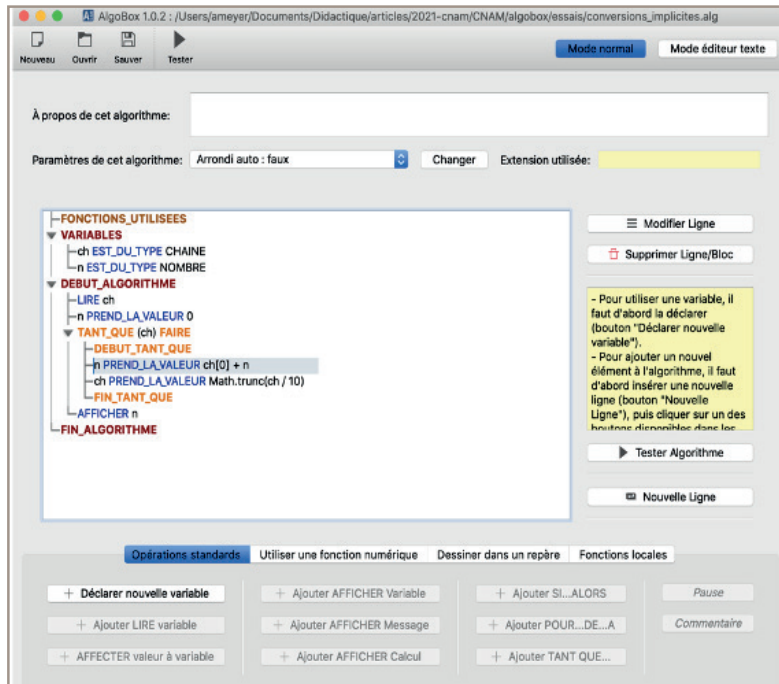 AlgoBox 1.0.2 : /Users/ameyer/Documents/Didactique/articles/2021-cnam/CNAM/algobox/essais/conversions_implicites.alg
Nouveau Ouvrir Sauver Tester
Mode normal Mode éditeur texte
À propos de cet algorithme:
Paramètres de cet algorithme: Arrondi auto : faux Changer Extension utilisée:
FONCTIONS_UTILISEES
VARIABLES
ch EST_DU_TYPE CHAINE
n EST_DU_TYPE NOMBRE
DEBUT_ALGORITHME
LIRE ch
n PREND_LA_VALEUR 0
TANT_QUE (ch) FAIRE
DEBUT_TANT_QUE
n PREND_LA_VALEUR ch[0] + n
ch PREND_LA_VALEUR Math.trunc(ch / 10)
FIN_TANT_QUE
AFFICHER n
FIN_ALGORITHME
Modifier Ligne
Supprimer Ligne/Bloc
- Pour utiliser une variable, il
faut d'abord la déclarer
(bouton "Déclarer nouvelle
variable").
- Pour ajouter un nouvel
élément à l'algorithme, il faut
d'abord insérer une nouvelle
ligne (bouton "Nouvelle
Ligne"), puis cliquer sur un des
boutons disponibles dans les
Tester Algorithme
Nouvelle Ligne
Opérations standards Utiliser une fonction numérique Dessiner dans un repère Fonctions locales
+ Déclarer nouvelle variable + Ajouter AFFICHER Variable + Ajouter SI...ALORS Pause
+ Ajouter LIRE variable + Ajouter AFFICHER Message + Ajouter POUR...DE...A Commentaire
+ AFFECTER valeur à variable + Ajouter AFFICHER Calcul + Ajouter TANT QUE...